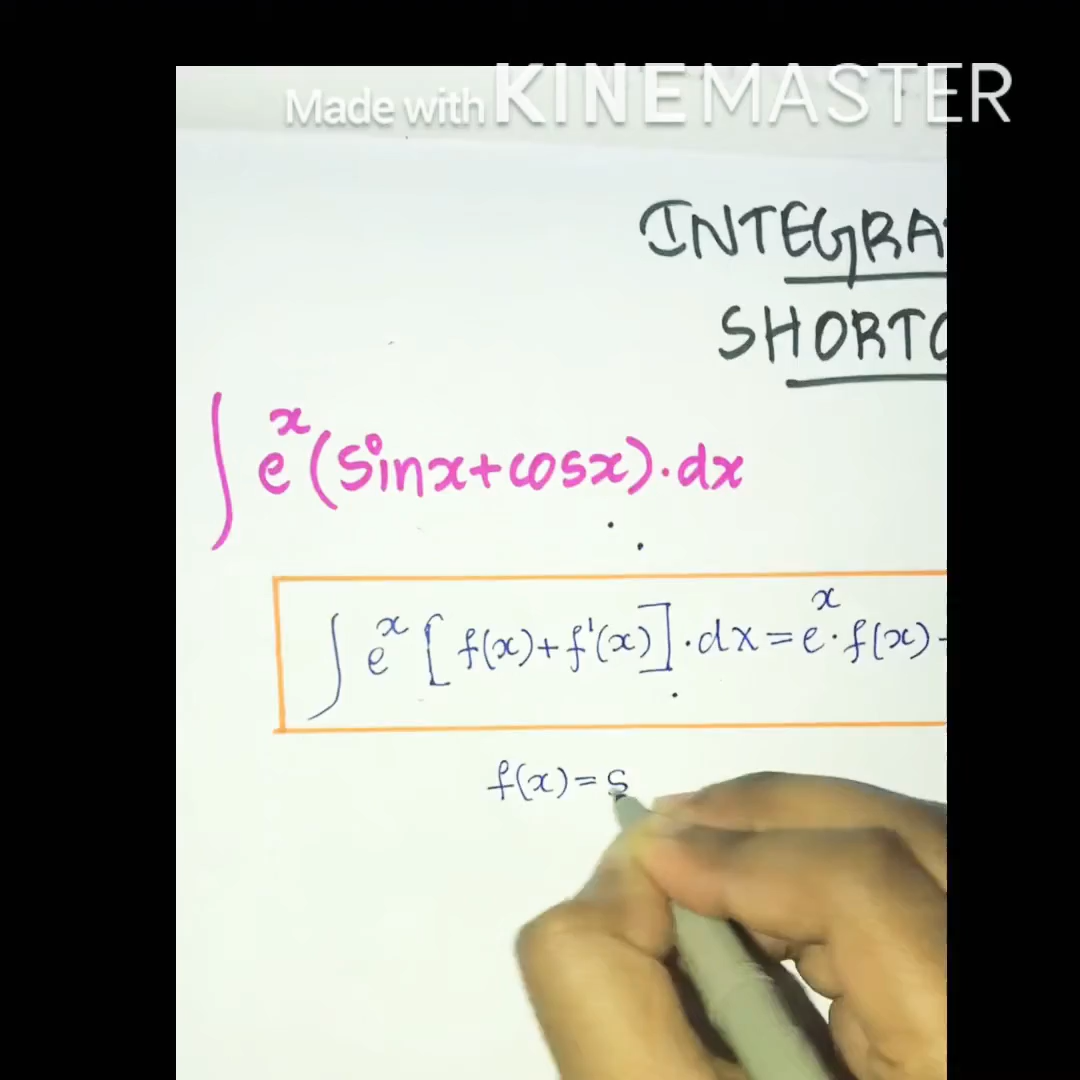 Made with KINEMASTER
INTEGRA
SHORTC
∫ e^x (sinx+cosx)·dx
∫ e^x [f(x)+f'(x)]·dx = e^x·f(x) -
f(x)=S